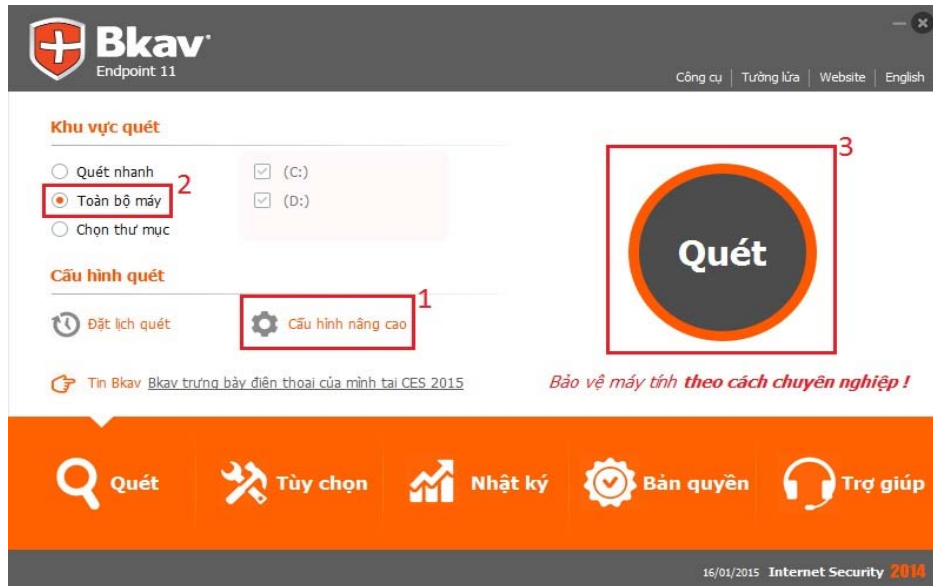 Bkav
Endpoint 11
Công cụ | Tường lửa | Website | English
Khu vực quét
Quét nhanh
(C:)
2
Toàn bộ máy
(D:)
Chọn thư mục
3
Quét
Cấu hình quét
1
Đặt lịch quét
Cấu hình nâng cao
Tin Bkav Bkav trưng bày điện thoại của mình tại CES 2015
Bảo vệ máy tính theo cách chuyên nghiệp !
Quét
Tùy chọn
Nhật ký
Bản quyền
Trợ giúp
16/01/2015 Internet Security 2014